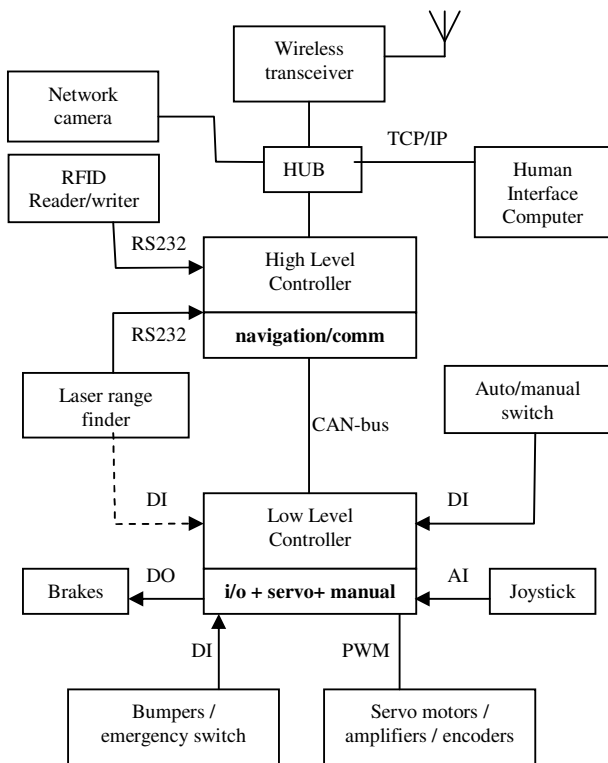 Wireless
transceiver
Network
camera
TCP/IP
HUB
Human
Interface
Computer
RFID
Reader/writer
RS232
High Level
Controller
navigation/comm
RS232
Laser range
finder
Auto/manual
switch
CAN-bus
DI
DI
Low Level
Controller
i/o + servo+ manual
DO
Brakes
AI
Joystick
DI
PWM
Bumpers /
emergency switch
Servo motors /
amplifiers / encoders